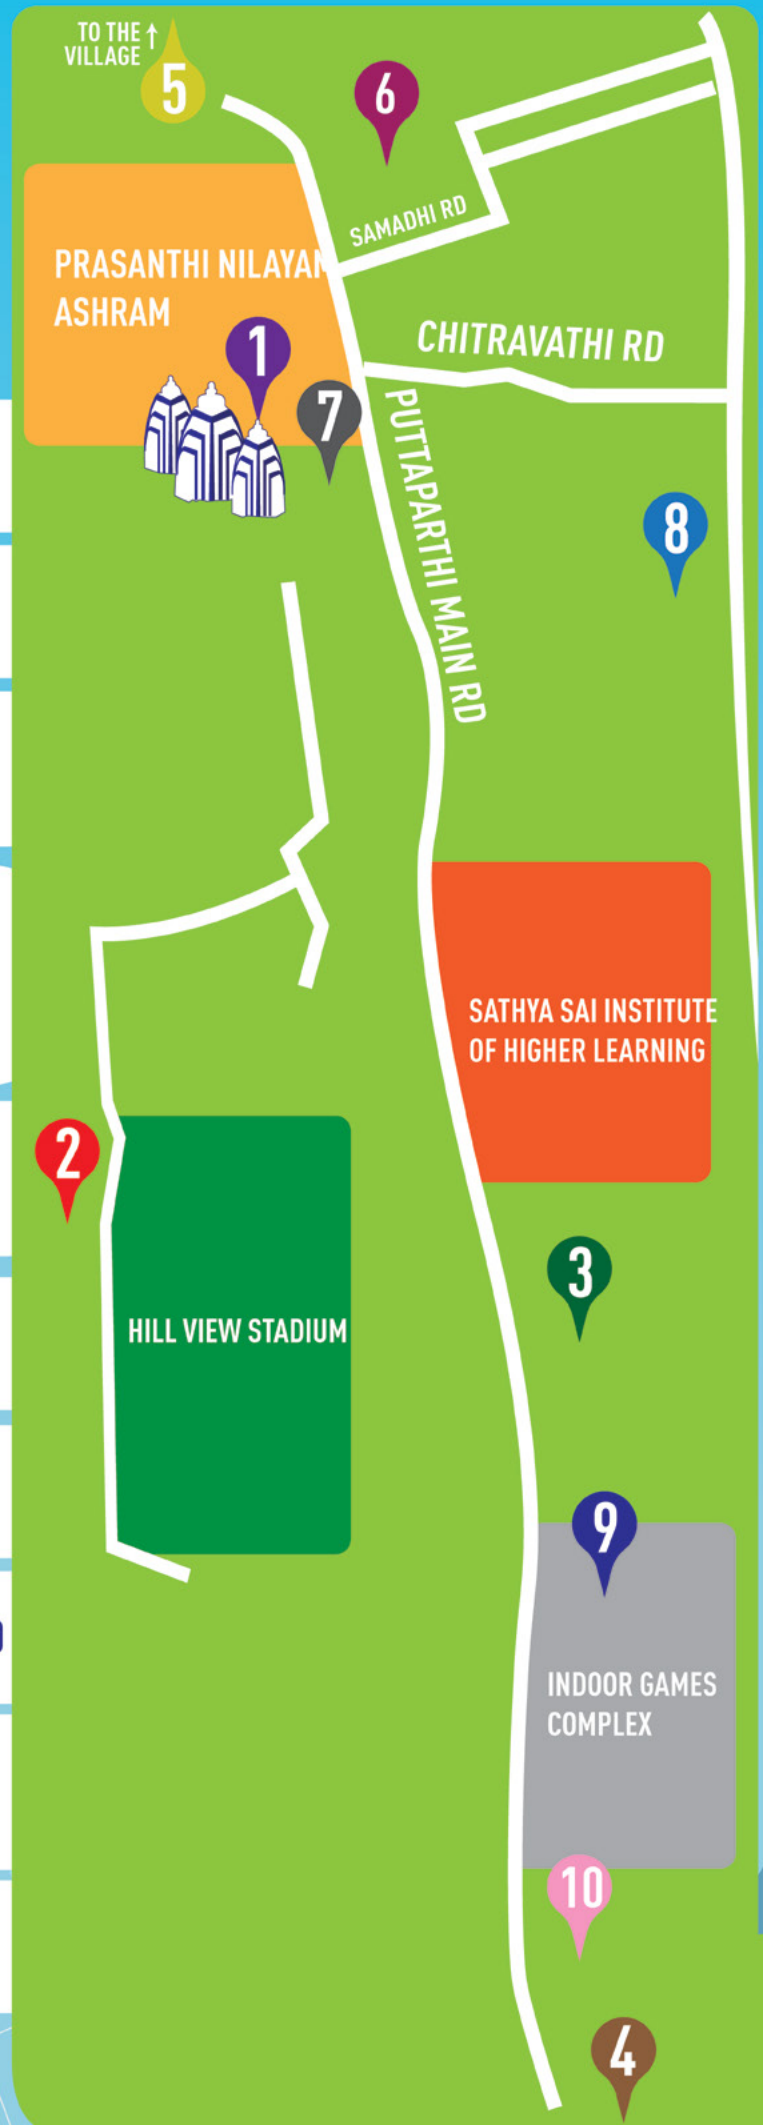 TO THE ↑
VILLAGE
5
6
SAMADHI RD
PRASANTHI NILAYAM
ASHRAM
1
CHITRAVATHI RD
7
PUTTAPARTHI MAIN RD
8
SATHYA SAI INSTITUTE
OF HIGHER LEARNING
2
3
HILL VIEW STADIUM
9
INDOOR GAMES
COMPLEX
10
4